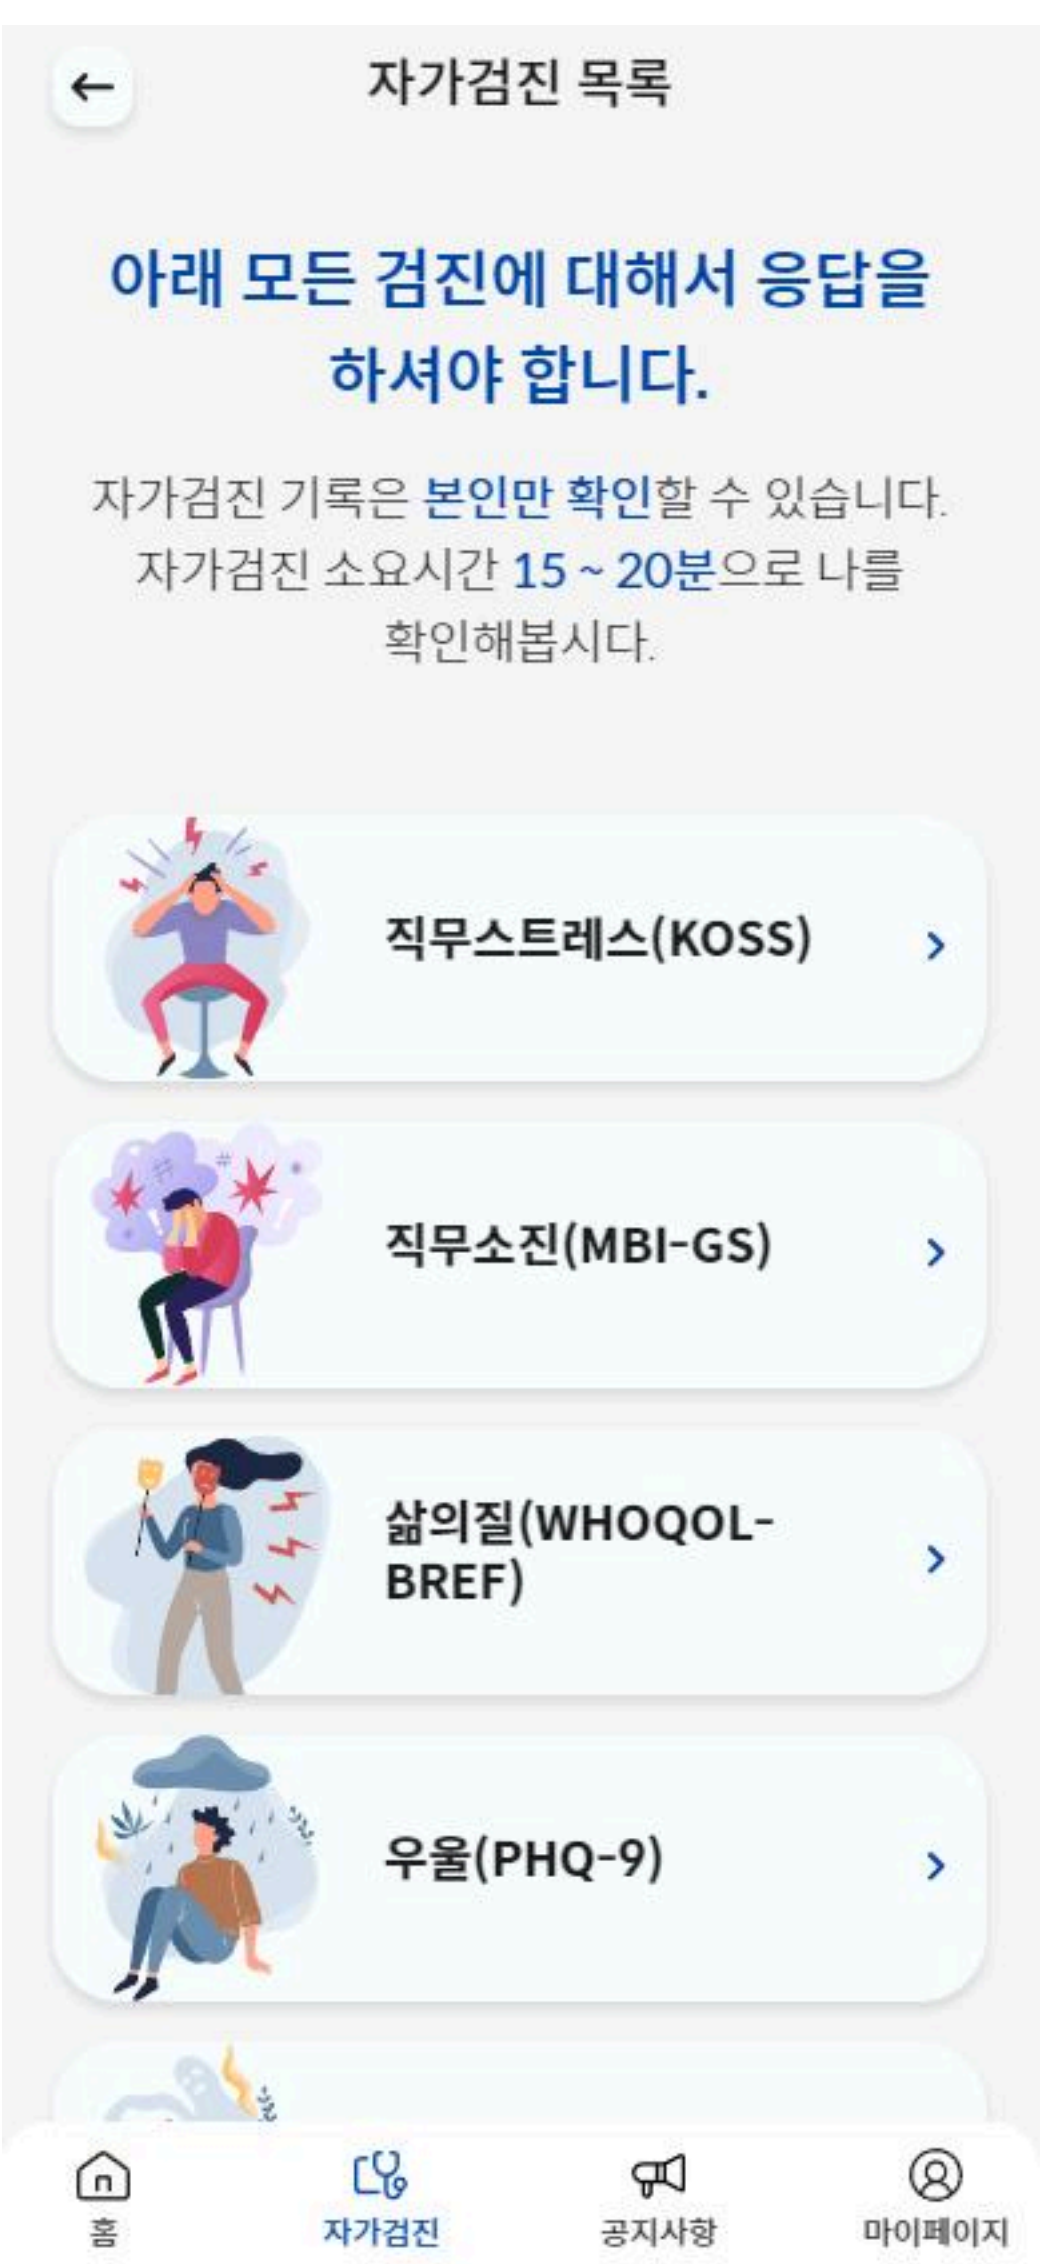 자가검진 목록
아래 모든 검진에 대해서 응답을
하셔야 합니다.
자가검진 기록은 본인만 확인할 수 있습니다.
자가검진 소요시간 15 ~ 20분으로 나를
확인해봅시다.
직무스트레스(KOSS)
직무소진(MBI-GS)
삶의질(WHOQOL-
BREF)
우울(PHQ-9)
홈
자가검진
공지사항
마이페이지